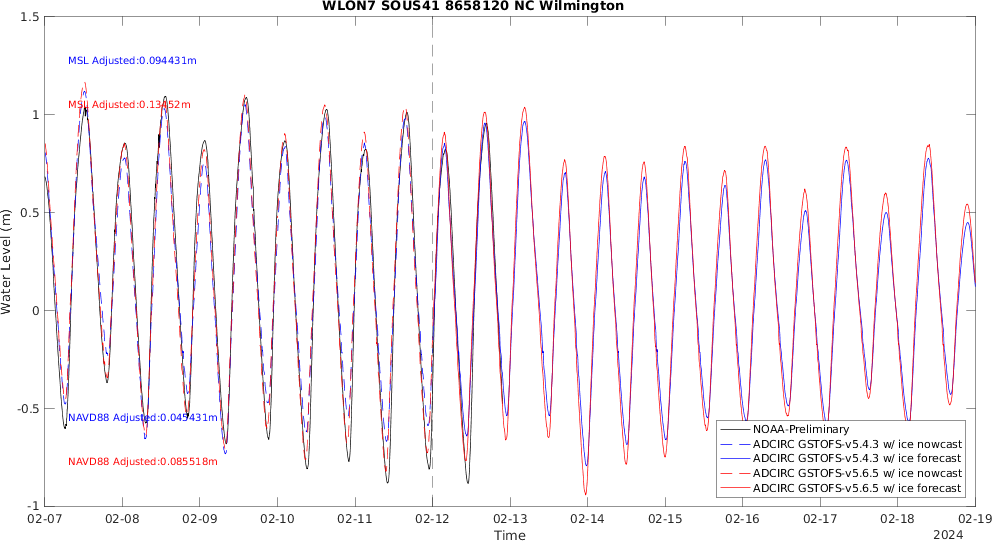 WLON7 SOUS41 8658120 NC Wilmington
1.5
MSL Adjusted:0.094431m
1
0.5
Water Level (m)
0
-0.5
NAVD88 Adjusted:0.045431m
NAVD88 Adjusted:0.085518m
NOAA-Preliminary
ADCIRC GSTOFS-v5.4.3 w/ ice nowcast
ADCIRC GSTOFS-v5.4.3 w/ ice forecast
ADCIRC GSTOFS-v5.6.5 w/ ice nowcast
ADCIRC GSTOFS-v5.6.5 w/ ice forecast
-1
02-07 02-08 02-09 02-10 02-11 02-12 02-13 02-14 02-15 02-16 02-17 02-18 02-19
Time
2024